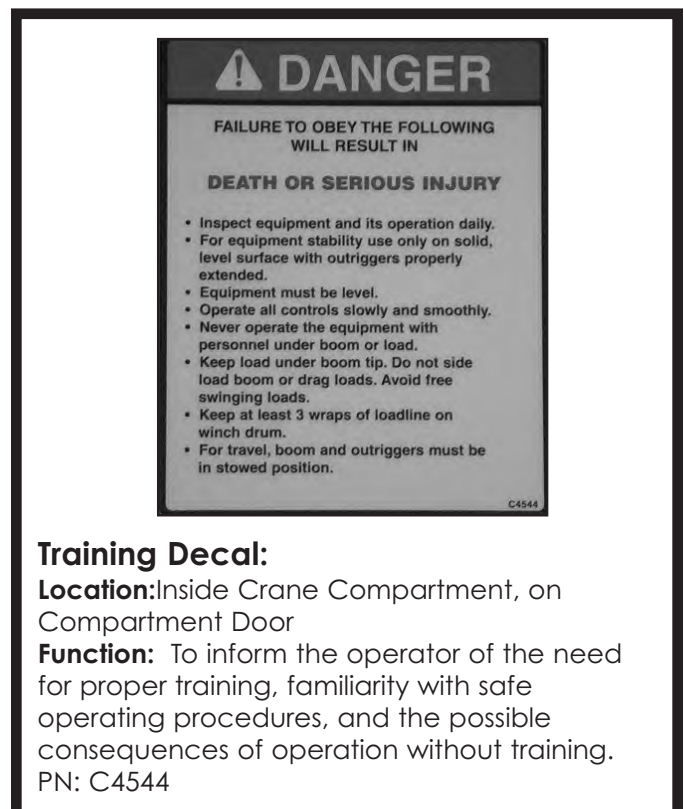 DANGER
FAILURE TO OBEY THE FOLLOWING
WILL RESULT IN
DEATH OR SERIOUS INJURY
• Inspect equipment and its operation daily.
• For equipment stability use only on solid,
level surface with outriggers properly
extended.
• Equipment must be level.
• Operate all controls slowly and smoothly.
• Never operate the equipment with
personnel under boom or load.
• Keep load under boom tip. Do not side
load boom or drag loads. Avoid free
swinging loads.
• Keep at least 3 wraps of loadline on
winch drum.
• For travel, boom and outriggers must be
in stowed position.
C4544
Training Decal:
Location:Inside Crane Compartment, on
Compartment Door
Function: To inform the operator of the need
for proper training, familiarity with safe
operating procedures, and the possible
consequences of operation without training.
PN: C4544